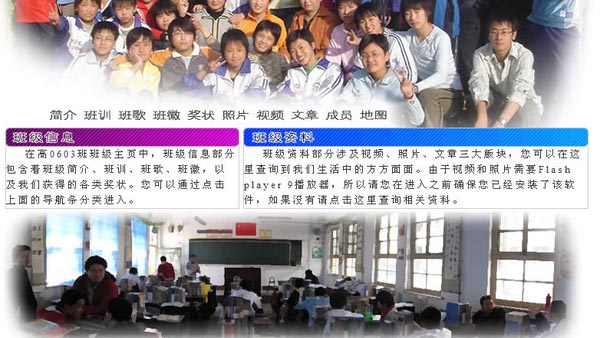 简介 班训 班歌 班徽 奖状 照片 视频 文章 成员 地图
班级信息
在高0603班班级主页中，班级信息部分
包含着班级简介、班训、班歌、班徽，以
及我们获得的各类奖状。您可以通过点击
上面的导航条分类进入。
班级资料
班级资料部分涉及视频、照片、文章三大版块，您可以在这
里查询到我们生活中的方方面面。由于视频和照片需要Flash
player 9播放器，所以请您在进入之前确保您已经安装了该软
件，如果没有请点击这里查询相关资料。